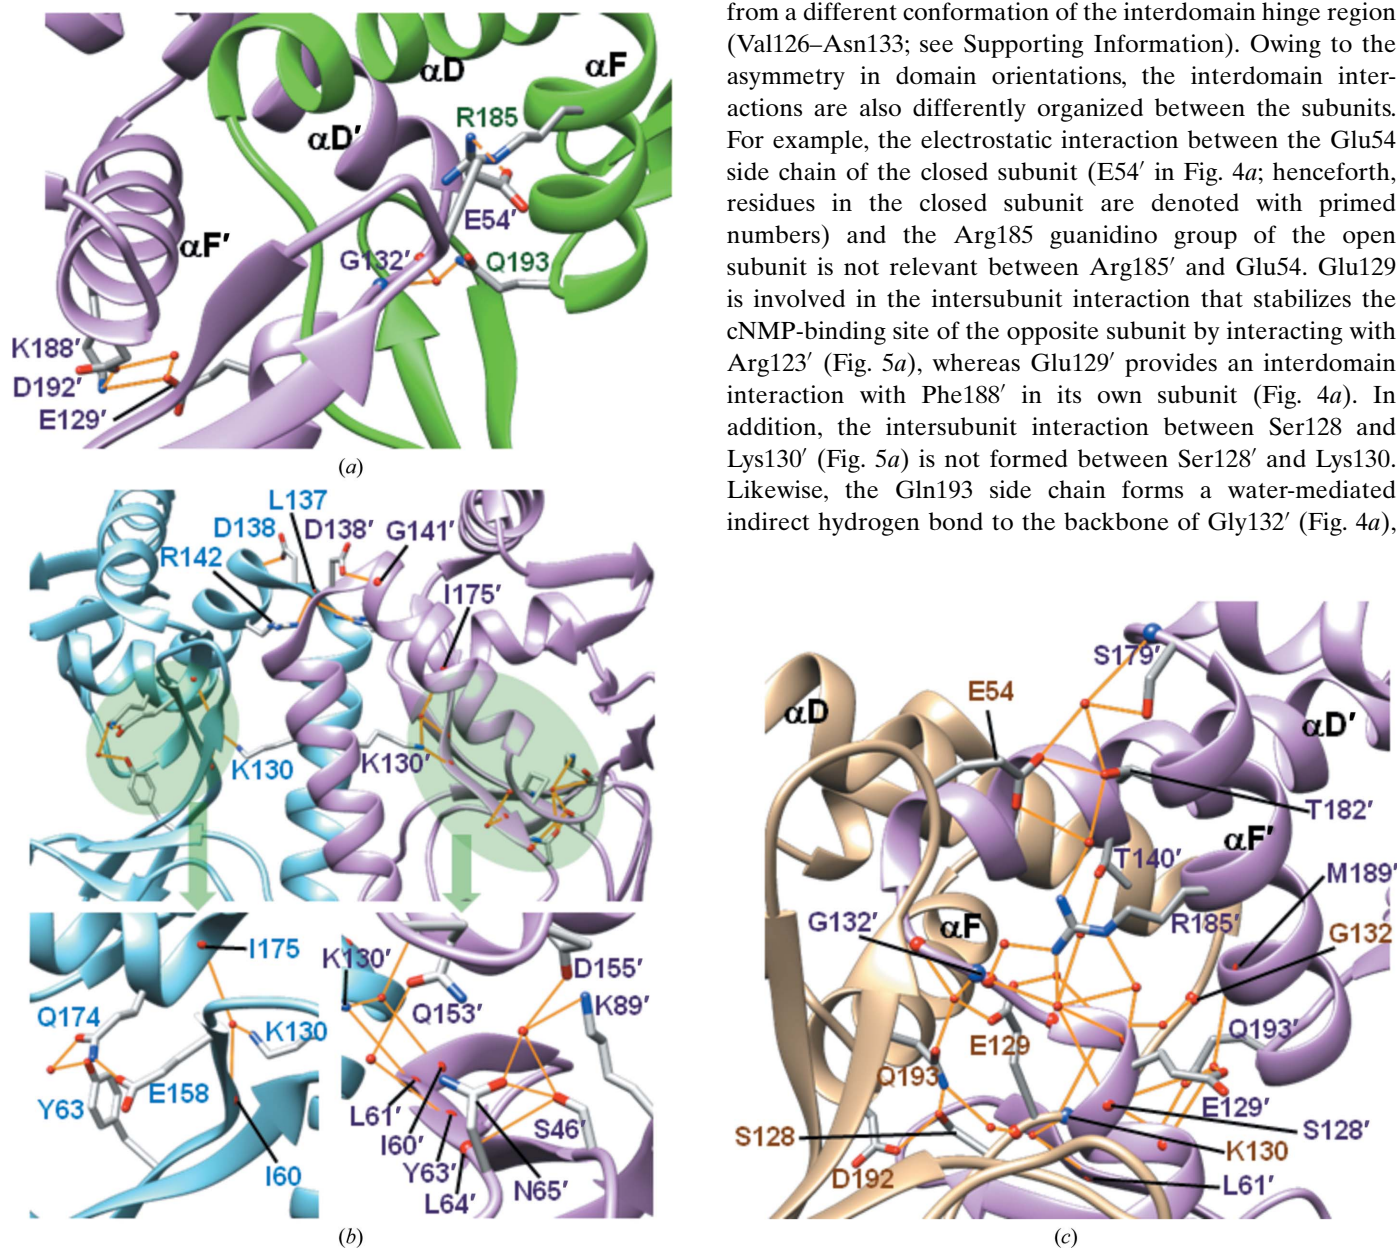 αD
αF
R185
αD′
E54′
αF′
G132′
Q193
K188′
D192′
E129′
(a)
L137
D138
D138′
G141′
R142
I175′
K130
K130′
I175
Q174
K130
E158
Y63
I60
K130′
D155′
Q153′
K89′
L61′
I60′
S46′
Y63′
N65′
L64′
(b)
from a different conformation of the interdomain hinge region
(Val126–Asn133; see Supporting Information). Owing to the
asymmetry in domain orientations, the interdomain inter-
actions are also differently organized between the subunits.
For example, the electrostatic interaction between the Glu54
side chain of the closed subunit (E54′ in Fig. 4a; henceforth,
residues in the closed subunit are denoted with primed
numbers) and the Arg185 guanidino group of the open
subunit is not relevant between Arg185′ and Glu54. Glu129
is involved in the intersubunit interaction that stabilizes the
cNMP-binding site of the opposite subunit by interacting with
Arg123′ (Fig. 5a), whereas Glu129′ provides an interdomain
interaction with Phe188′ in its own subunit (Fig. 4a). In
addition, the intersubunit interaction between Ser128 and
Lys130′ (Fig. 5a) is not formed between Ser128′ and Lys130.
Likewise, the Gln193 side chain forms a water-mediated
indirect hydrogen bond to the backbone of Gly132′ (Fig. 4a),
S179′
E54
αD
αD′
T182′
αF′
T140′
M189′
G132′
αF
R185′
G132
Q193′
E129
Q193
E129′
S128
S128′
K130
D192
L61′
(c)